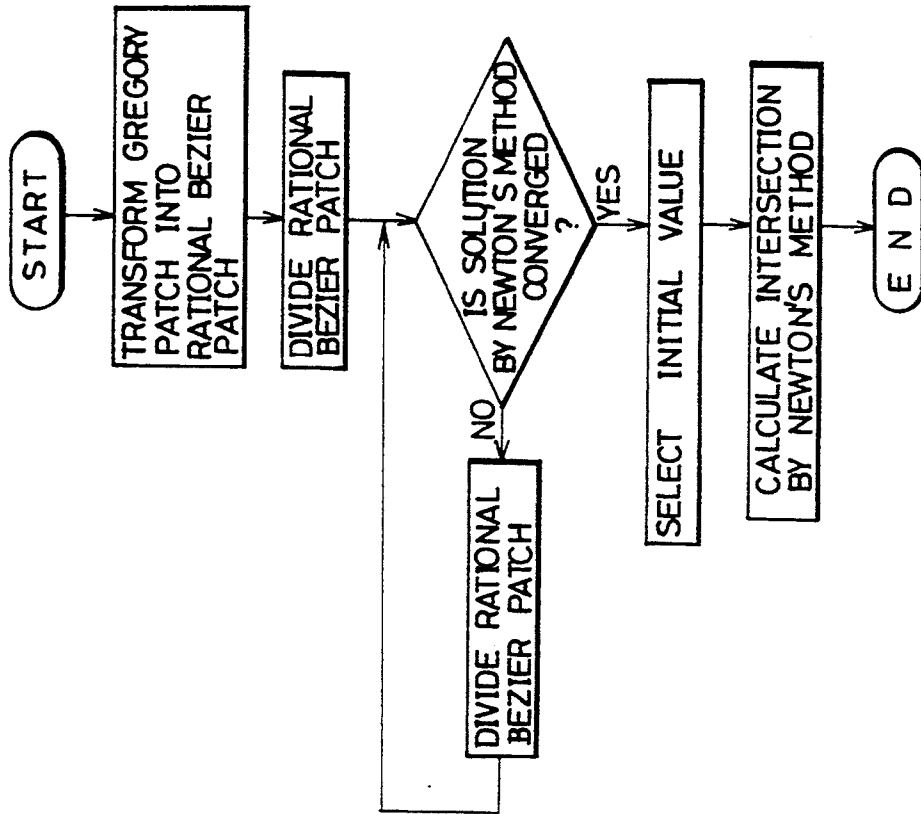 START
TRANSFORM GREGORY
PATCH INTO
RATIONAL BEZIER
PATCH
DIVIDE RATIONAL
BEZIER PATCH
IS SOLUTION
BY NEWTON'S METHOD
CONVERGED
?
NO
YES
DIVIDE RATIONAL
BEZIER PATCH
SELECT INITIAL VALUE
CALCULATE INTERSECTION
BY NEWTON'S METHOD
END